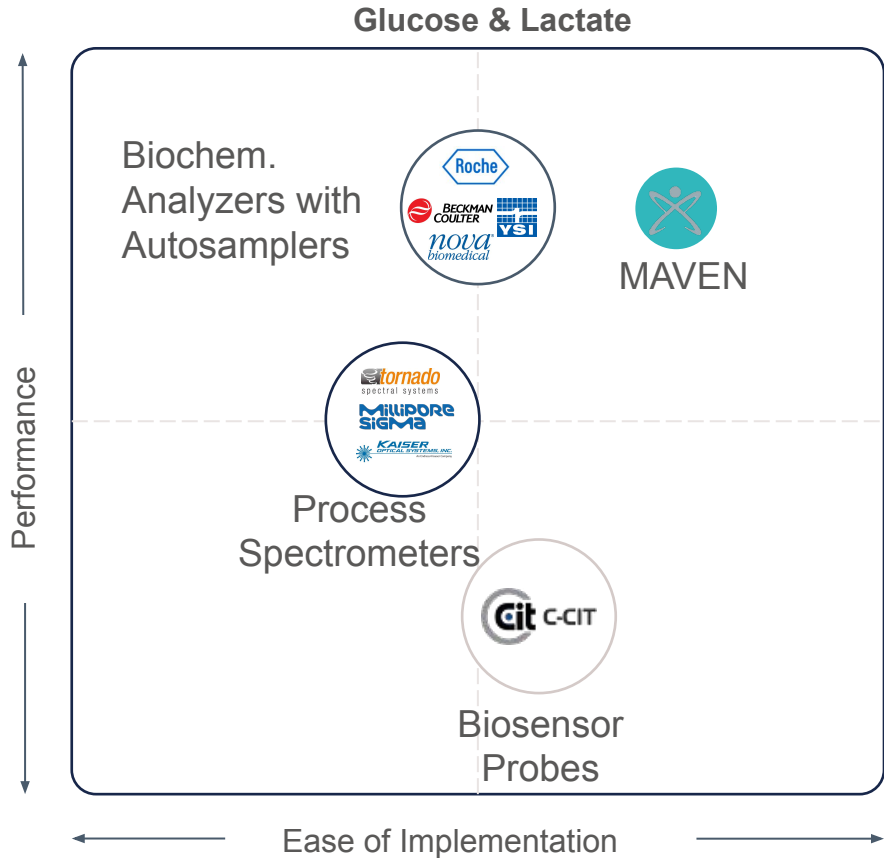 Glucose & Lactate
Biochem.
Analyzers with
Autosamplers
Roche
BECKMAN
COULTER
YSI
nova
biomedical
MAVEN
tornado
spectral systems
MILLIPORE
SIGMA
KAISER
OPTICAL SYSTEMS, INC.
Process
Spectrometers
Cit C-CIT
Biosensor
Probes
Performance
Ease of Implementation